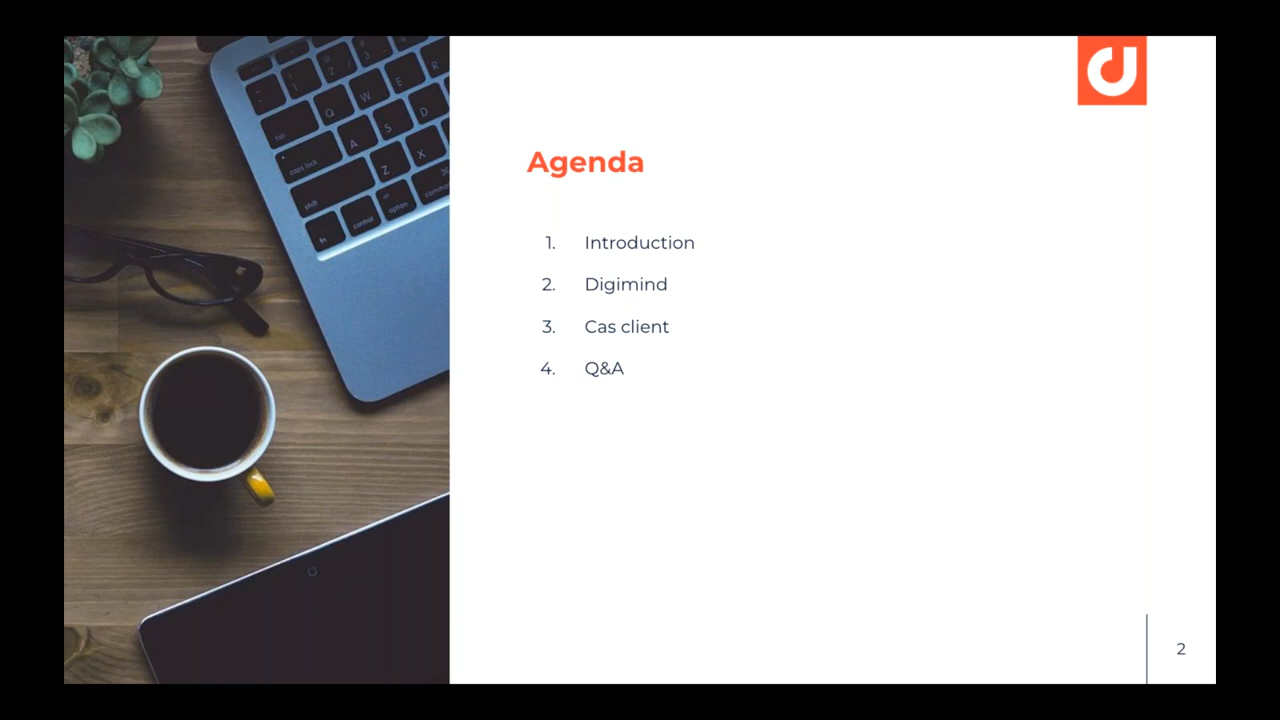 Agenda
1. Introduction
2. Digimind
3. Cas client
4. Q&A
2